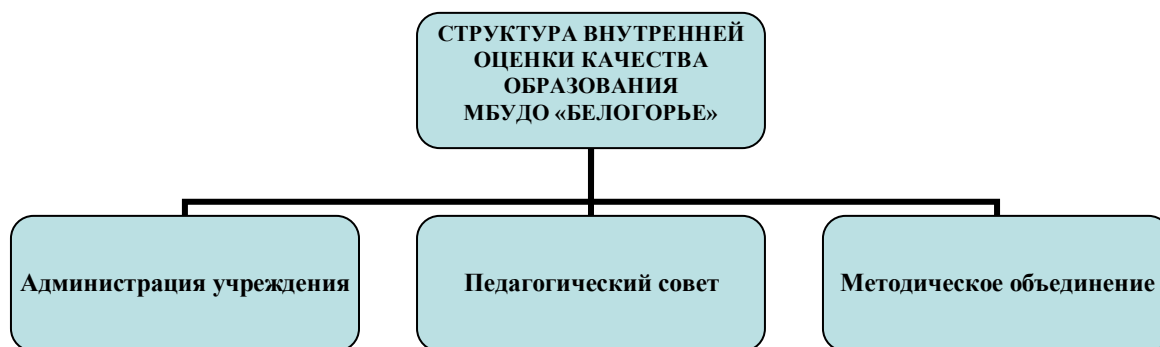 СТРУКТУРА ВНУТРЕННЕЙ
ОЦЕНКИ КАЧЕСТВА
ОБРАЗОВАНИЯ
МБУДО «БЕЛОГОРЬЕ»
Администрация учреждения
Педагогический совет
Методическое объединение